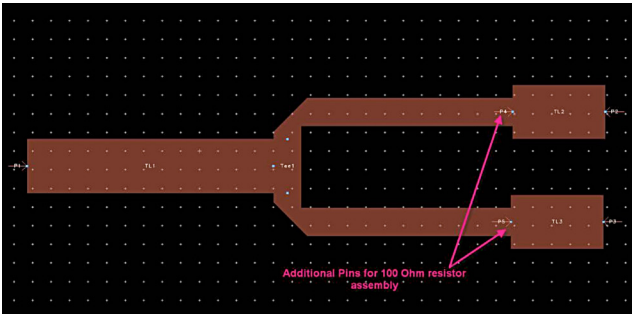 P4
TL2
P2
P1
TL1
Tee1
P5
TL3
P3
Additional Pins for 100 Ohm resistor
assembly